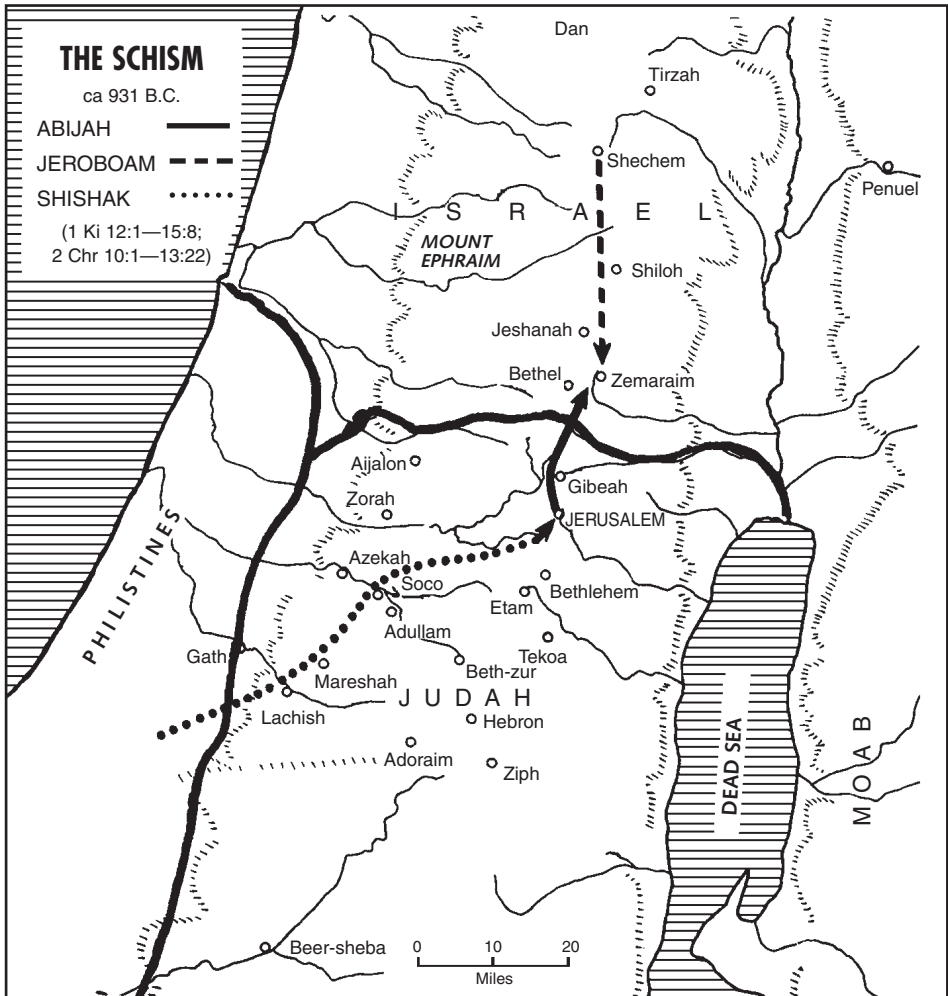 THE SCHISM
ca 931 B.C.
ABIJAH
JEROBOAM
SHISHAK
(1 Ki 12:1—15:8;
2 Chr 10:1—13:22)
Dan
Tirzah
Shechem
Penuel
I S R A E L
MOUNT
EPHRAIM
Shiloh
Jeshanah
Bethel
Zemaraim
Aijalon
Gibeah
Zorah
JERUSALEM
PHILISTINES
Azekah
Soco
Bethlehem
Etam
Adullam
Gath
Tekoa
Beth-zur
Mareshah
J U D A H
Lachish
Hebron
Adoraim
Ziph
DEAD SEA
M O A B
Beer-sheba
0 10 20
Miles